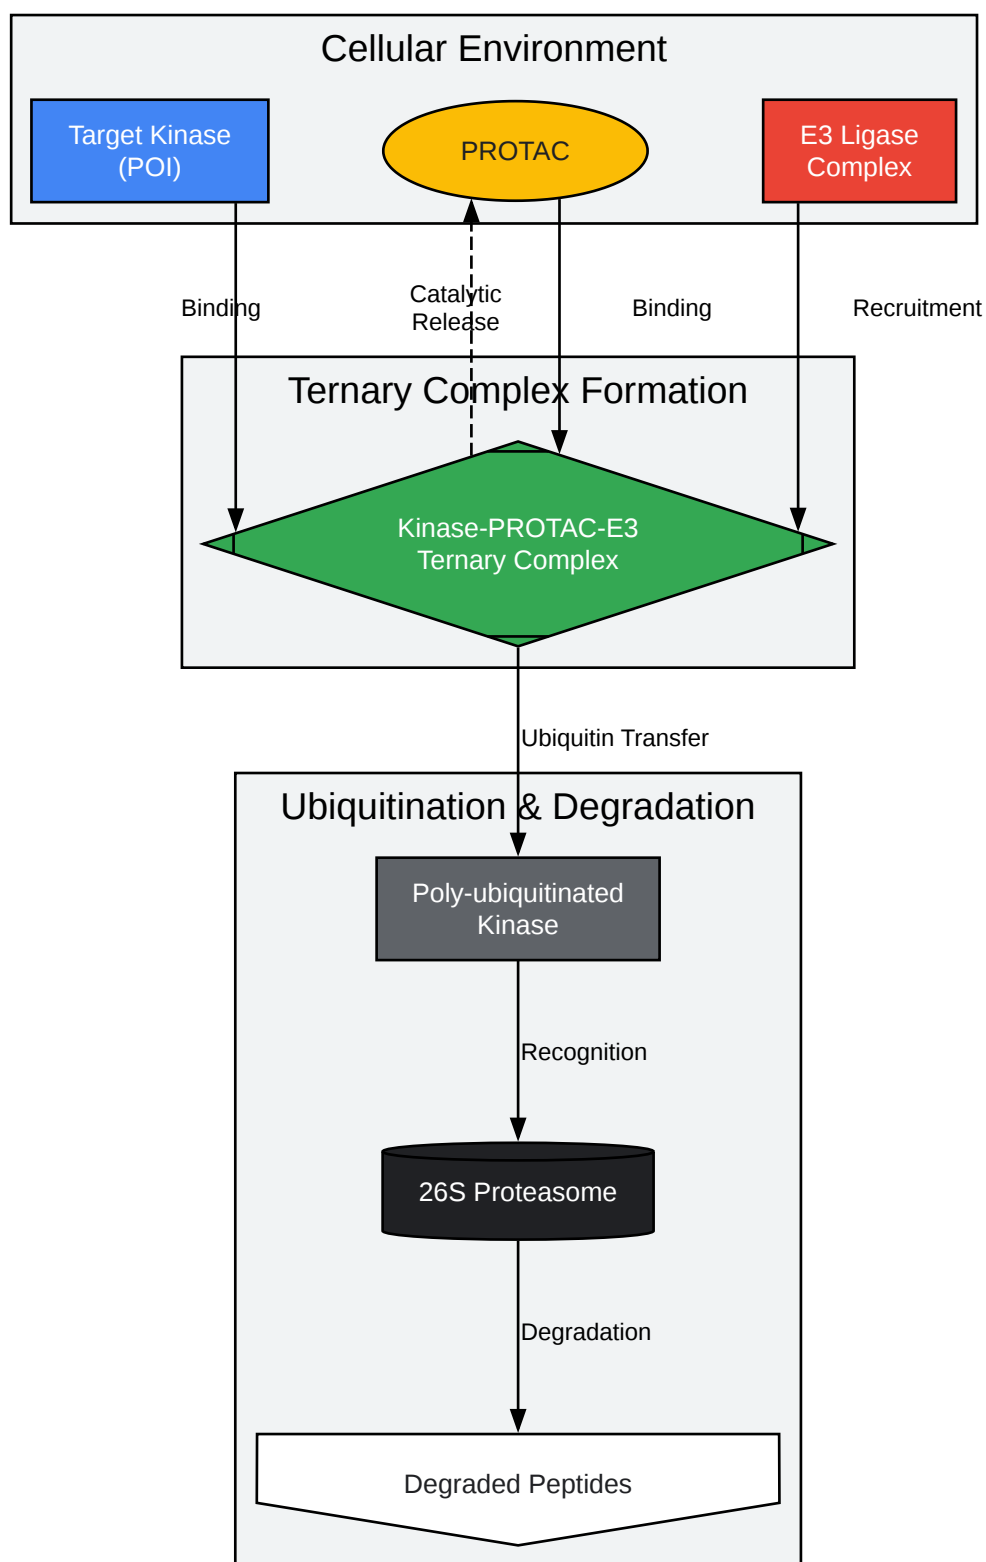 Cellular Environment
Target Kinase
(POI)
PROTAC
E3 Ligase
Complex
Binding
Catalytic
Release
Binding
Recruitment
Ternary Complex Formation
Kinase-PROTAC-E3
Ternary Complex
Ubiquitin Transfer
Ubiquitination & Degradation
Poly-ubiquitinated
Kinase
Recognition
26S Proteasome
Degradation
Degraded Peptides